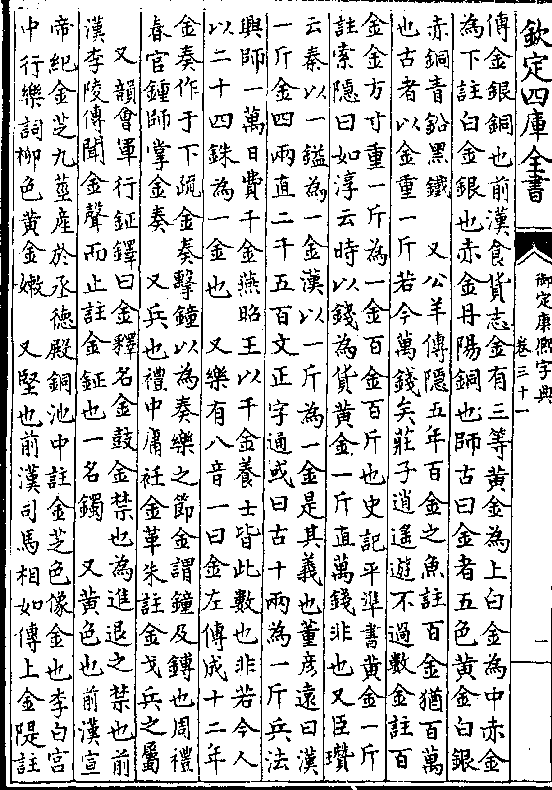 欽定四庫全書
御定康熙字典
卷三十一
二
傳金銀銅也前漢食貨志金有三等黃金為上白金為中赤金
為下註白金銀也赤金丹陽銅也師古曰金者五色黃金白銀
赤銅青鉛黑鐵 又公羊傳隱五年百金之魚註百金猶百萬
也古者以金重一斤若今萬錢矣莊子逍遙遊不過數金註百
金金方寸重一斤為一金百金百斤也史記平準書黃金一斤
註索隱曰如淳云時以錢為貨黃金一斤直萬錢非也又臣瓚
云秦以一鎰為一金漢以一斤為一金是其義也董彥遠曰漢
一斤金四兩直二千五百文正字通或曰古十兩為一斤兵法
興師一萬日費千金燕昭王以千金養士皆此數也非若今人
以二十四銖為一金也 又樂有八音一曰金左傳成十二年
金奏作于下疏金奏擊鐘以為奏樂之節金謂鐘及鎛也周禮
春官鍾師掌金奏 又兵也禮中庸衽金革朱註金戈兵之屬
又韻會軍行鉦鐸曰金釋名金鼓金禁也為進退之禁也前
漢李陵傳聞金聲而止註金鉦也一名鐲 又黃色也前漢宣
帝紀金芝九莖產於丞德殿銅池中註金芝色像金也李白宮
中行樂詞柳色黃金嫩 又堅也前漢司馬相如傳上金隄註